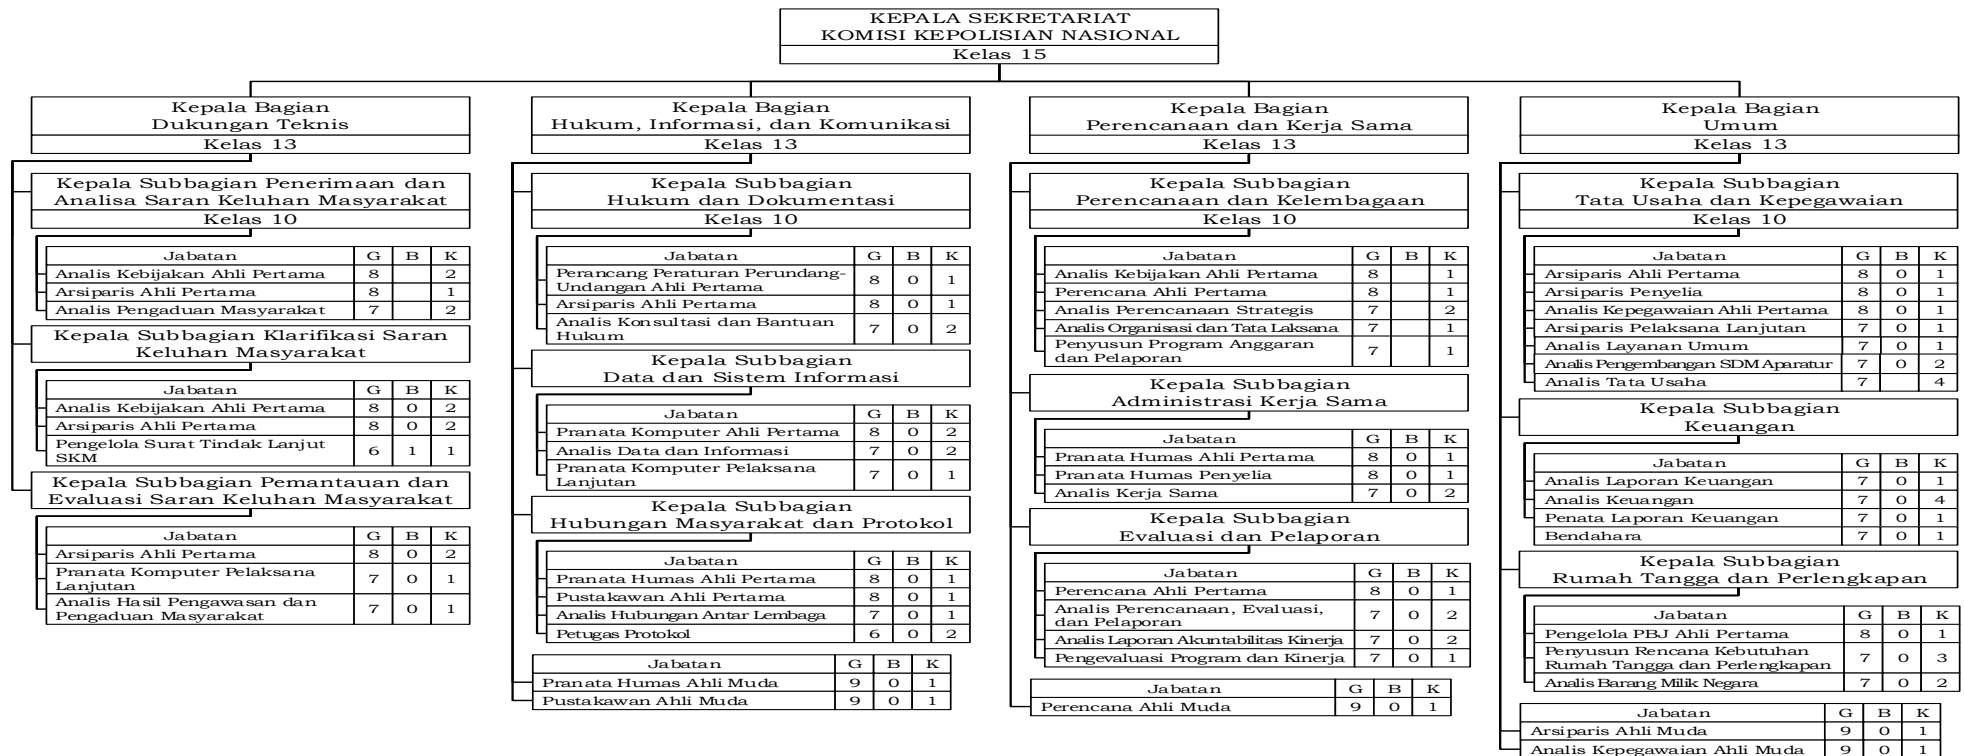 KEPALA SEKRETARIAT
KOMISI KEPOLISIAN NASIONAL
Kelas 15
Kepala Bagian
Dukungan Teknis
Kelas 13
Kepala Subbagian Penerimaan dan
Analisa Saran Keluhan Masyarakat
Kelas 10
Jabatan G B K
Analis Kebijakan Ahli Pertama 8 2
Arsiparis Ahli Pertama 8 1
Analis Pengaduan Masyarakat 7 2
Kepala Subbagian Klarifikasi Saran
Keluhan Masyarakat
Jabatan G B K
Analis Kebijakan Ahli Pertama 8 0 2
Arsiparis Ahli Pertama 8 0 2
Pengelola Surat Tindak Lanjut
SKM 6 1 1
Kepala Subbagian Pemantauan dan
Evaluasi Saran Keluhan Masyarakat
Jabatan G B K
Arsiparis Ahli Pertama 8 0 2
Pranata Komputer Pelaksana
Lanjutan 7 0 1
Analis Hasil Pengawasan dan
Pengaduan Masyarakat 7 0 1
Kepala Bagian
Hukum, Informasi, dan Komunikasi
Kelas 13
Kepala Subbagian
Hukum dan Dokumentasi
Kelas 10
Jabatan G B K
Perancang Peraturan Perundang-
Undangan Ahli Pertama 8 0 1
Arsiparis Ahli Pertama 8 0 1
Analis Konsultasi dan Bantuan
Hukum 7 0 2
Kepala Subbagian
Data dan Sistem Informasi
Jabatan G B K
Pranata Komputer Ahli Pertama 8 0 2
Analis Data dan Informasi 7 0 2
Pranata Komputer Pelaksana
Lanjutan 7 0 1
Kepala Subbagian
Hubungan Masyarakat dan Protokol
Jabatan G B K
Pranata Humas Ahli Pertama 8 0 1
Pustakawan Ahli Pertama 8 0 1
Analis Hubungan Antar Lembaga 7 0 1
Petugas Protokol 6 0 2
Jabatan G B K
Pranata Humas Ahli Muda 9 0 1
Pustakawan Ahli Muda 9 0 1
Kepala Bagian
Perencanaan dan Kerja Sama
Kelas 13
Kepala Subbagian
Perencanaan dan Kelembagaan
Kelas 10
Jabatan G B K
Analis Kebijakan Ahli Pertama 8 1
Perencana Ahli Pertama 8 1
Analis Perencanaan Strategis 7 2
Analis Organisasi dan Tata Laksana 7 1
Penyusun Program Anggaran
dan Pelaporan 7 1
Kepala Subbagian
Administrasi Kerja Sama
Jabatan G B K
Pranata Humas Ahli Pertama 8 0 1
Pranata Humas Penyelia 8 0 1
Analis Kerja Sama 7 0 2
Kepala Subbagian
Evaluasi dan Pelaporan
Jabatan G B K
Perencana Ahli Pertama 8 0 1
Analis Perencanaan, Evaluasi,
dan Pelaporan 7 0 2
Analis Laporan Akuntabilitas Kinerja 7 0 2
Pengevaluasi Program dan Kinerja 7 0 1
Jabatan G B K
Perencana Ahli Muda 9 0 1
Kepala Bagian
Umum
Kelas 13
Kepala Subbagian
Tata Usaha dan Kepegawaian
Kelas 10
Jabatan G B K
Arsiparis Ahli Pertama 8 0 1
Arsiparis Penyelia 8 0 1
Analis Kepegawaian Ahli Pertama 8 0 1
Arsiparis Pelaksana Lanjutan 7 0 1
Analis Layanan Umum 7 0 1
Analis Pengembangan SDM Aparatur 7 0 2
Analis Tata Usaha 7 4
Kepala Subbagian
Keuangan
Jabatan G B K
Analis Laporan Keuangan 7 0 1
Analis Keuangan 7 0 4
Penata Laporan Keuangan 7 0 1
Bendahara 7 0 1
Kepala Subbagian
Rumah Tangga dan Perlengkapan
Jabatan G B K
Pengelola PBJ Ahli Pertama 8 0 1
Penyusun Rencana Kebutuhan
Rumah Tangga dan Perlengkapan 7 0 3
Analis Barang Milik Negara 7 0 2
Jabatan G B K
Arsiparis Ahli Muda 9 0 1
Analis Kepegawaian Ahli Muda 9 0 1